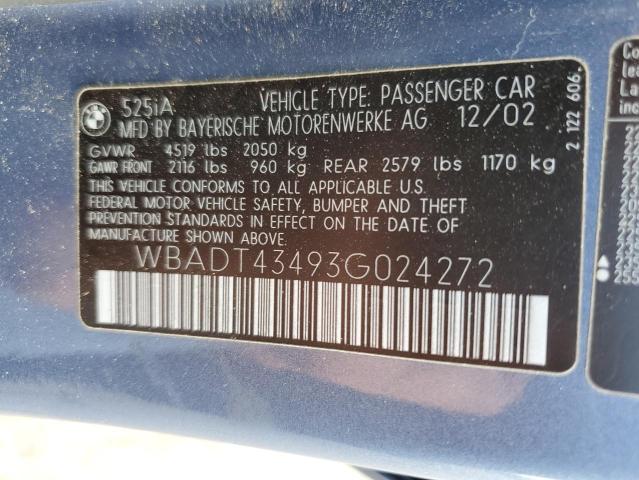 BMW
525iA VEHICLE TYPE: PASSENGER CAR
MFD BY BAYERISCHE MOTORENWERKE AG 12/02
GVWR 4519 lbs 2050 kg
GAWR FRONT 2116 lbs 960 kg REAR 2579 lbs 1170 kg
THIS VEHICLE CONFORMS TO ALL APPLICABLE U.S.
FEDERAL MOTOR VEHICLE SAFETY, BUMPER AND THEFT
PREVENTION STANDARDS IN EFFECT ON THE DATE OF
MANUFACTURE SHOWN ABOVE.
WBADT43493G024272
2 122 606.